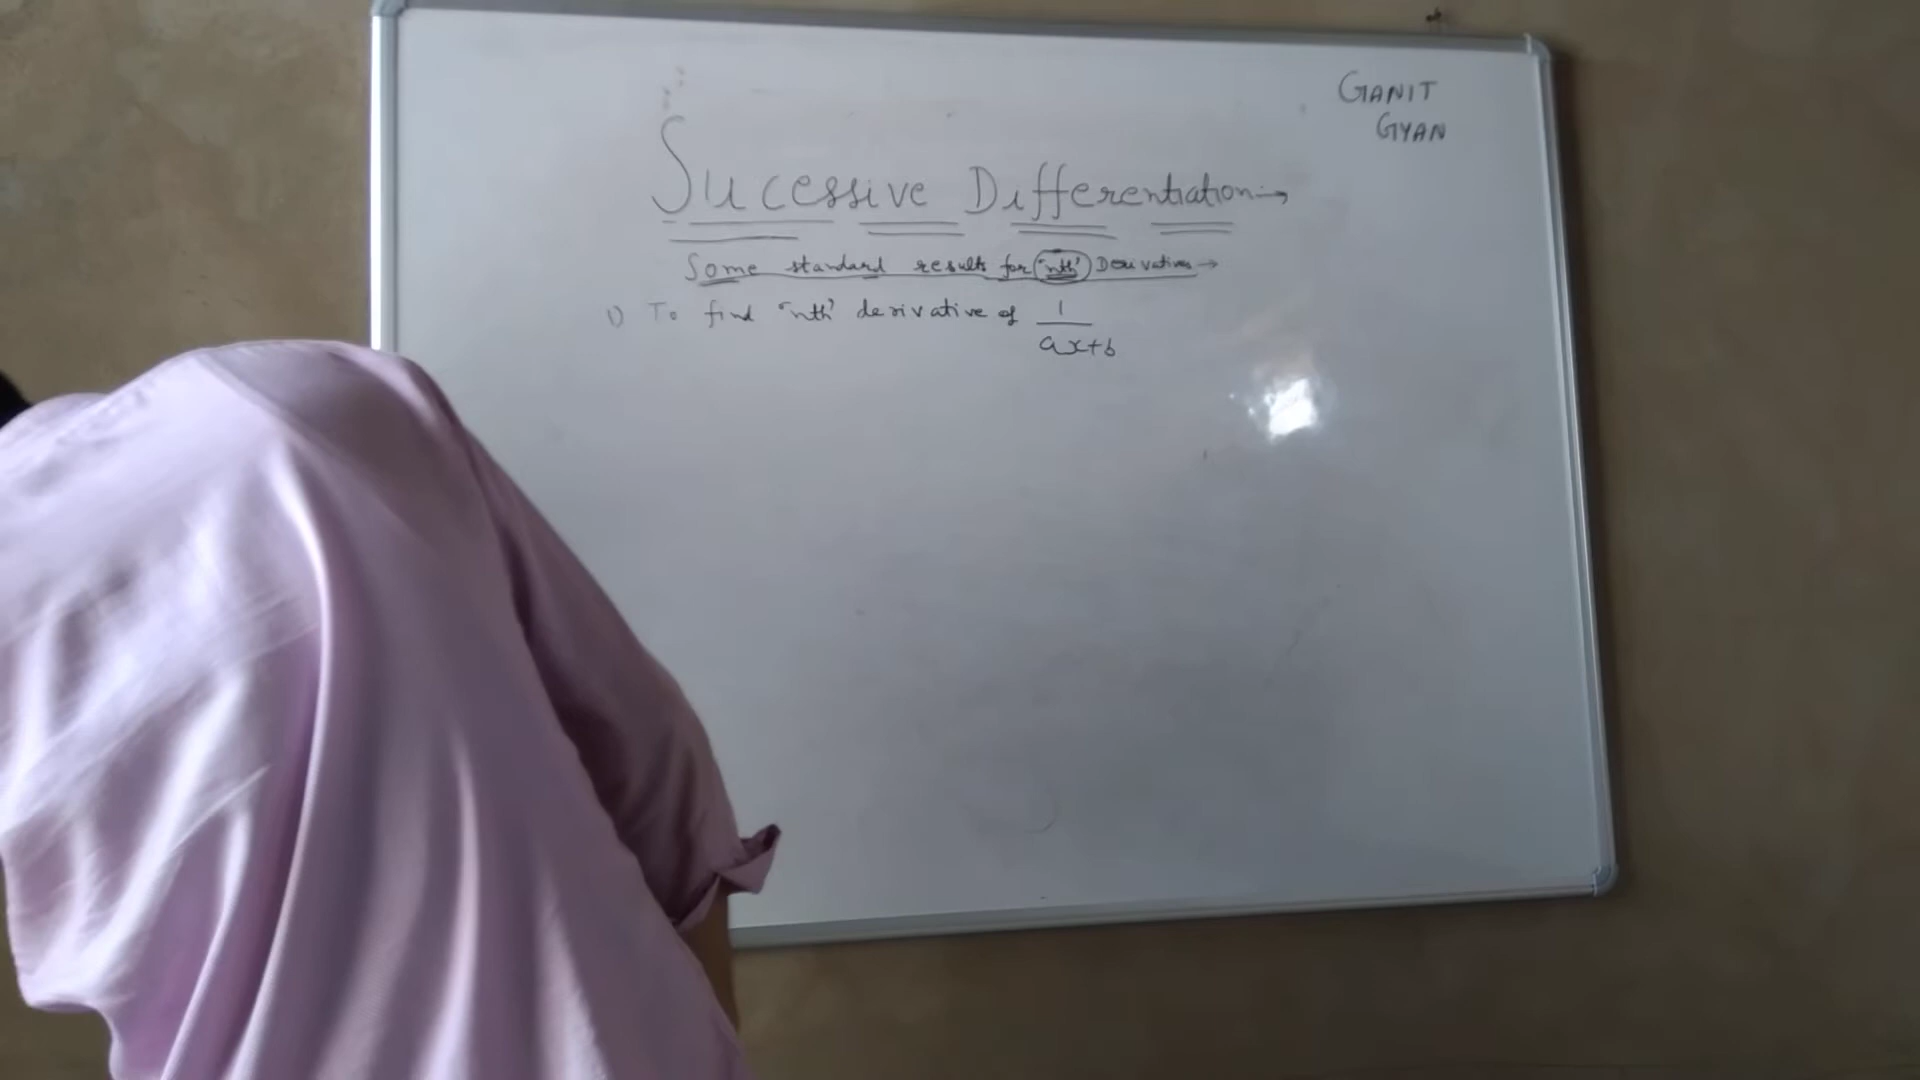 GANIT
GYAN
Sucessive Differentiation→
Some standard results for 'nth' Derivatives →
1) To find 'nth' derivative of 1/ax+b